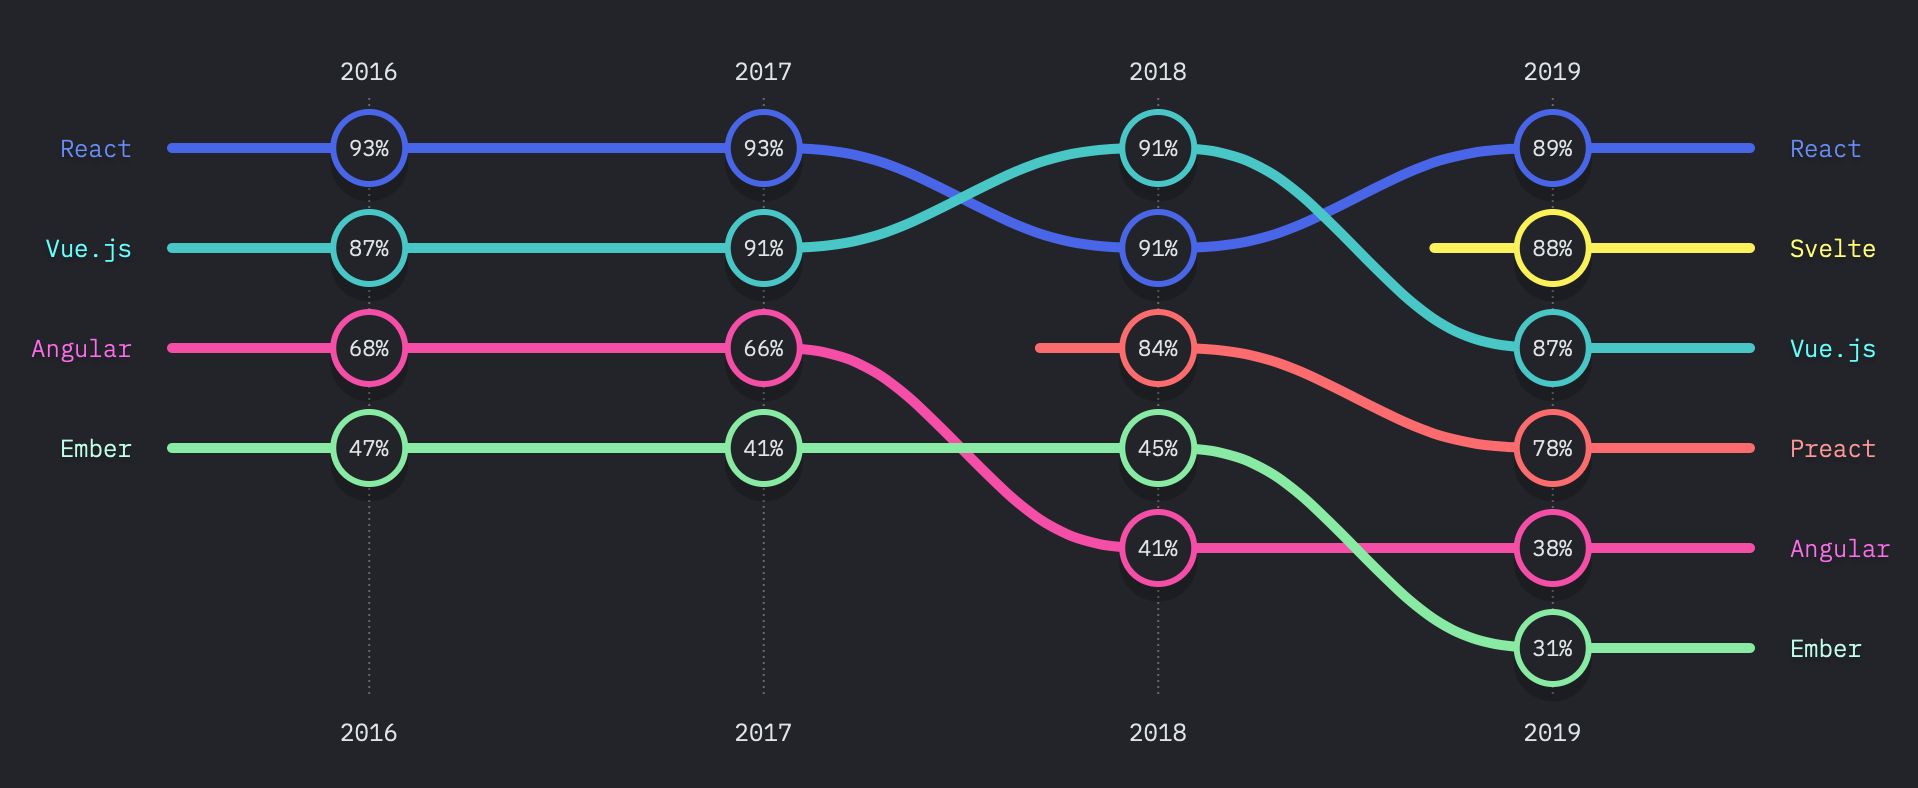 2016 2017 2018 2019
React 93% 93% 91% 89% React
Vue.js 87% 91% 91% 88% Svelte
Angular 68% 66% 84% 87% Vue.js
Ember 47% 41% 45% 78% Preact
41% 38% Angular
31% Ember
2016 2017 2018 2019